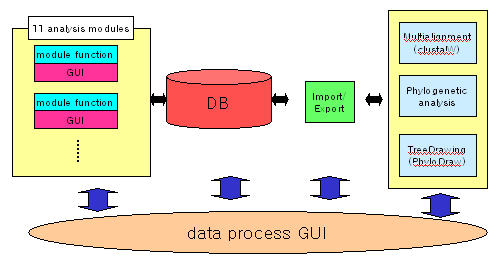 11 analysis modules
module function
GUI
module function
GUI
DB
Import/
Export
Multialignment
(clustalW)
Phylogenetic
analysis
TreeDrawing
(PhyloDraw)
data process GUI